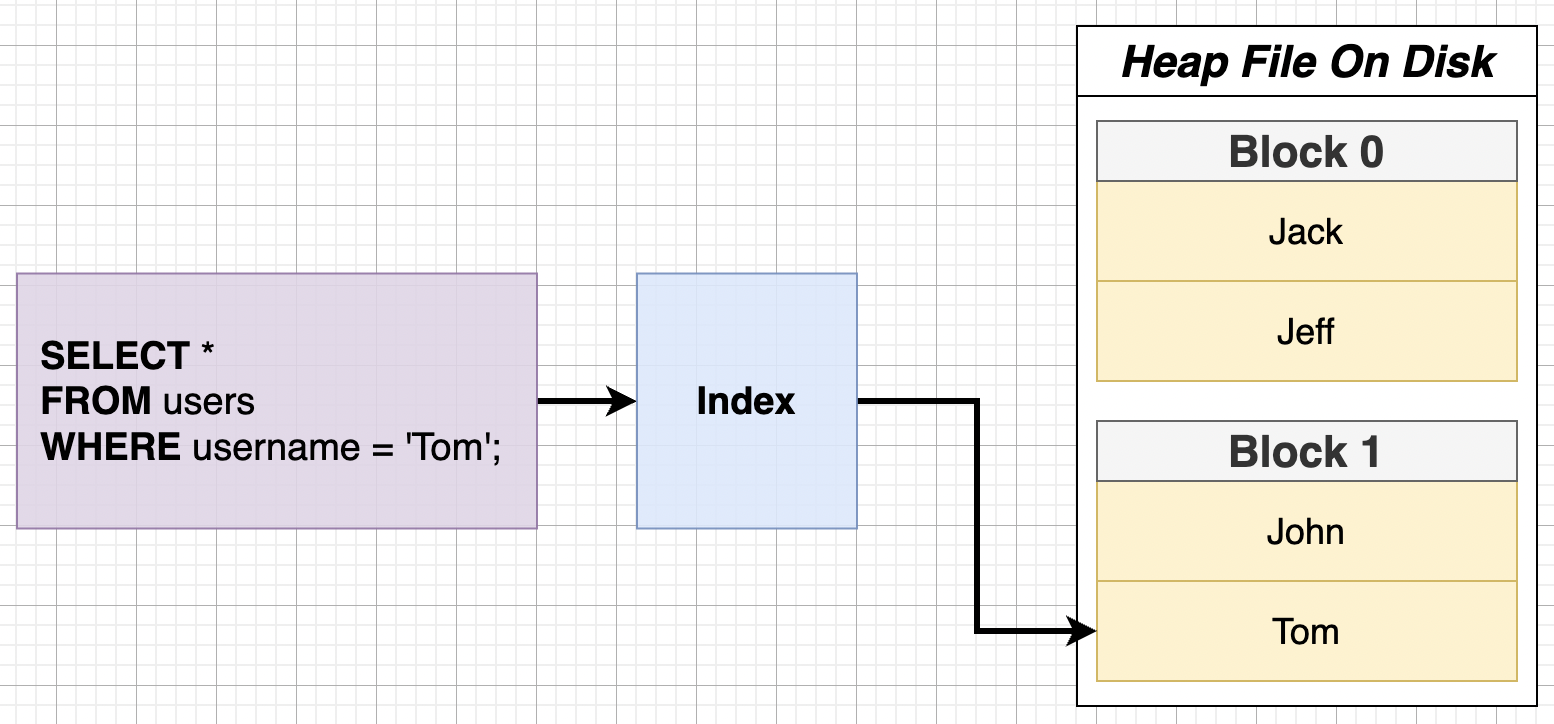 SELECT *
FROM users
WHERE username = 'Tom';
Index
Heap File On Disk
Block 0
Jack
Jeff
Block 1
John
Tom